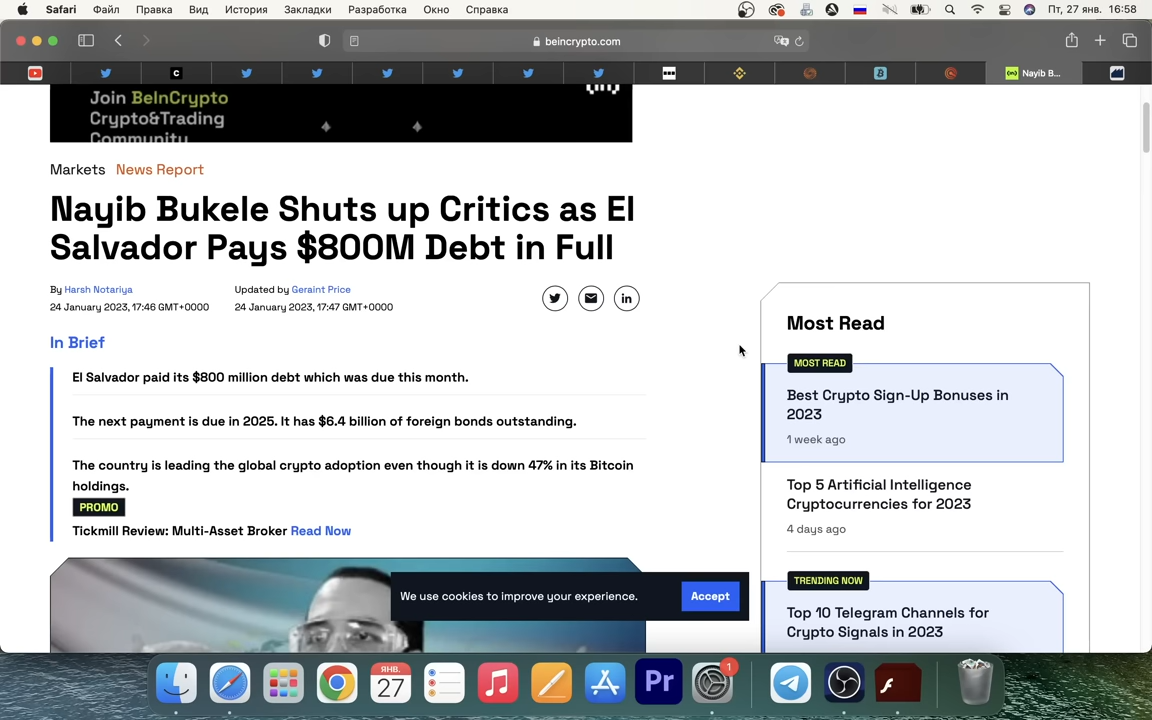 Safari Файл Правка Вид История Закладки Разработка Окно Справка Пт, 27 янв. 16:58
beincrypto.com
Nayib B...
Join BeInCrypto
Crypto&Trading
Community
Markets News Report
Nayib Bukele Shuts up Critics as El
Salvador Pays $800M Debt in Full
By Harsh Notariya
24 January 2023, 17:46 GMT+0000
Updated by Geraint Price
24 January 2023, 17:47 GMT+0000
In Brief
El Salvador paid its $800 million debt which was due this month.
The next payment is due in 2025. It has $6.4 billion of foreign bonds outstanding.
The country is leading the global crypto adoption even though it is down 47% in its Bitcoin
holdings.
PROMO
Tickmill Review: Multi-Asset Broker Read Now
We use cookies to improve your experience. Accept
Most Read
MOST READ
Best Crypto Sign-Up Bonuses in
2023
1 week ago
Top 5 Artificial Intelligence
Cryptocurrencies for 2023
4 days ago
TRENDING NOW
Top 10 Telegram Channels for
Crypto Signals in 2023
ЯНВ.
27
Pr
1